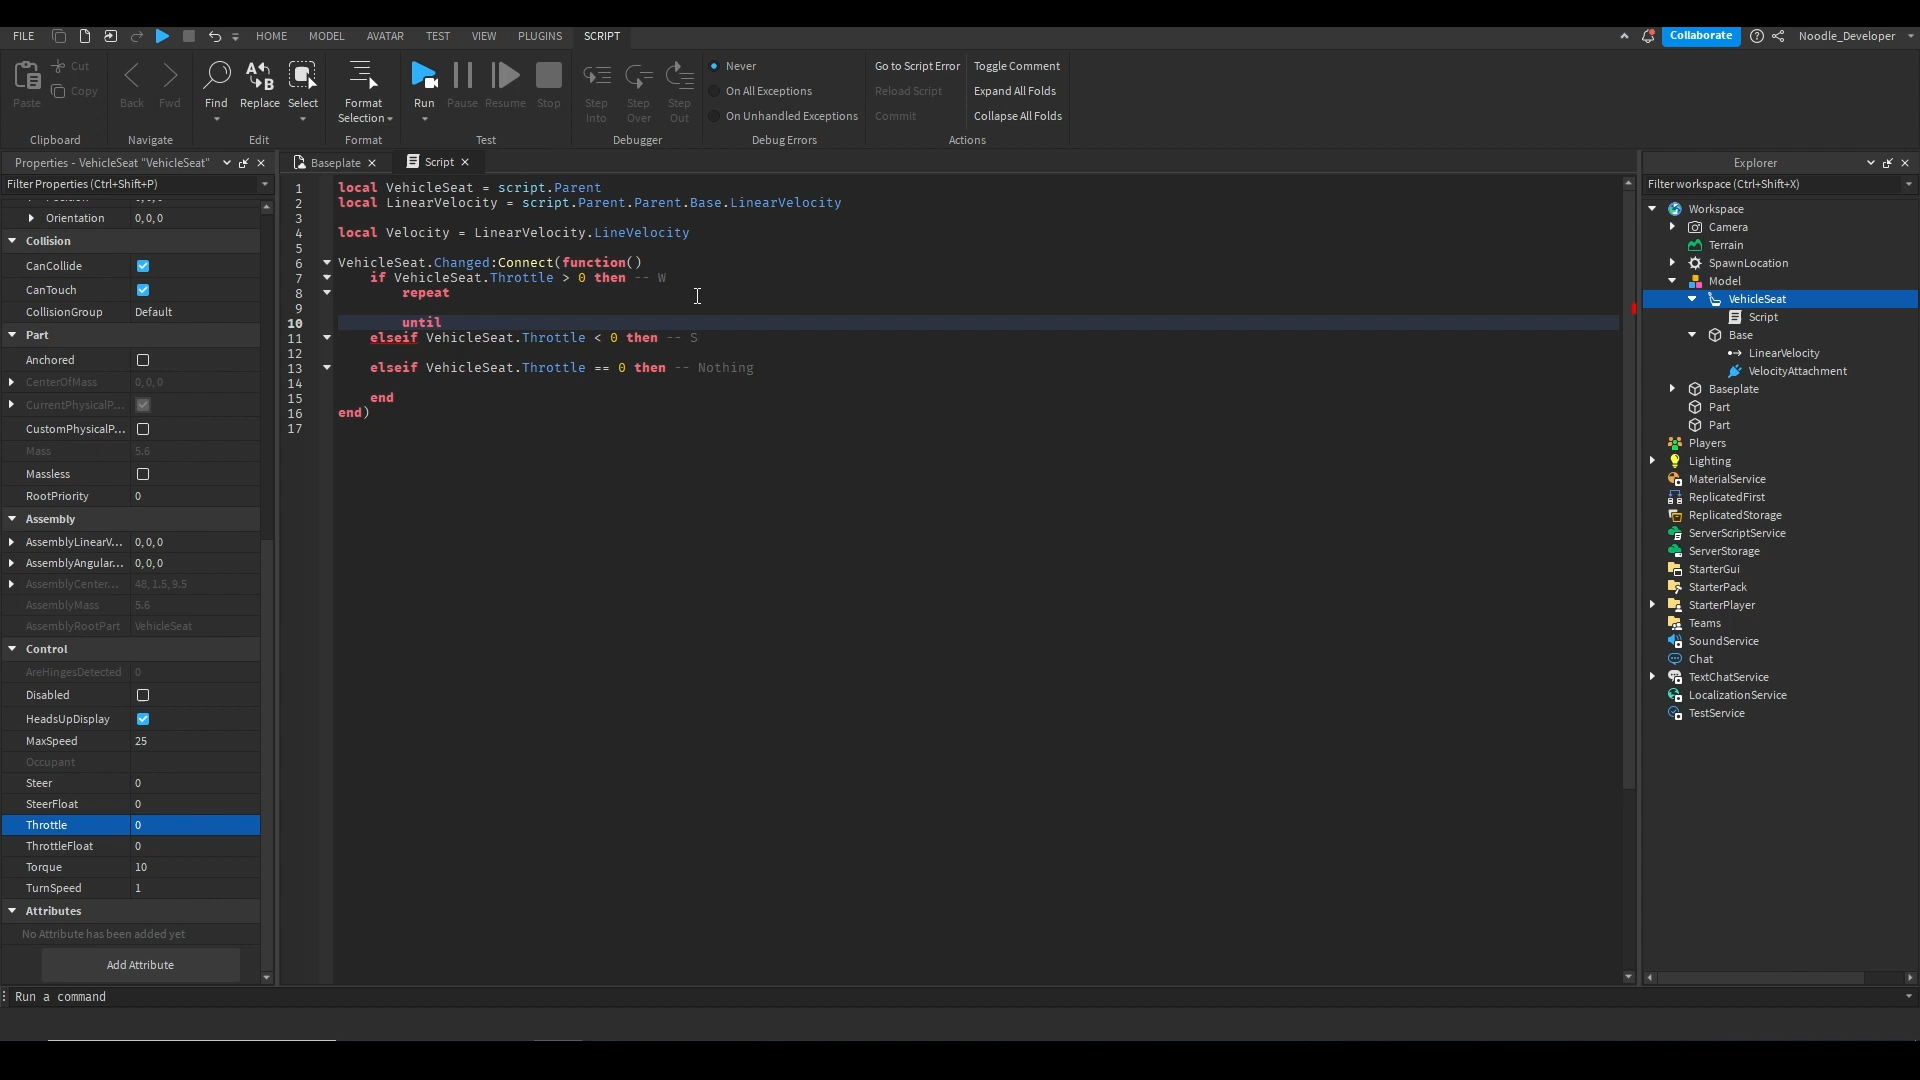 FILE HOME MODEL AVATAR TEST VIEW PLUGINS SCRIPT Collaborate Noodle_Developer
Paste Cut Copy Back Fwd Find Replace Select Format Selection Run Pause Resume Stop Step Into Step Over Step Out
Never On All Exceptions On Unhandled Exceptions
Go to Script Error Reload Script Commit
Toggle Comment Expand All Folds Collapse All Folds
Clipboard Navigate Edit Format Test Debugger Debug Errors Actions
Properties - VehicleSeat "VehicleSeat"
Filter Properties (Ctrl+Shift+P)
Orientation 0,0,0
Collision
CanCollide
CanTouch
CollisionGroup Default
Part
Anchored
CenterOfMass 0,0,0
CurrentPhysicalP...
CustomPhysicalP...
Mass 5.6
Massless
RootPriority 0
Assembly
AssemblyLinearV... 0,0,0
AssemblyAngular... 0,0,0
AssemblyCenter... 48,1.5,9.5
AssemblyMass 5.6
AssemblyRootPart VehicleSeat
Control
AreHingesDetected 0
Disabled
HeadsUpDisplay
MaxSpeed 25
Occupant
Steer 0
SteerFloat 0
Throttle 0
ThrottleFloat 0
Torque 10
TurnSpeed 1
Attributes
No Attribute has been added yet
Add Attribute
Baseplate Script
1 local VehicleSeat = script.Parent
2 local LinearVelocity = script.Parent.Parent.Base.LinearVelocity
3
4 local Velocity = LinearVelocity.LineVelocity
5
6 VehicleSeat.Changed:Connect(function()
7 if VehicleSeat.Throttle > 0 then -- W
8 repeat
9
10 until
11 elseif VehicleSeat.Throttle < 0 then -- S
12
13 elseif VehicleSeat.Throttle == 0 then -- Nothing
14
15 end
16 end)
17
Explorer
Filter workspace (Ctrl+Shift+X)
Workspace
Camera
Terrain
SpawnLocation
Model
VehicleSeat
Script
Base
LinearVelocity
VelocityAttachment
Baseplate
Part
Part
Players
Lighting
MaterialService
ReplicatedFirst
ReplicatedStorage
ServerScriptService
ServerStorage
StarterGui
StarterPack
StarterPlayer
Teams
SoundService
Chat
TextChatService
LocalizationService
TestService
Run a command